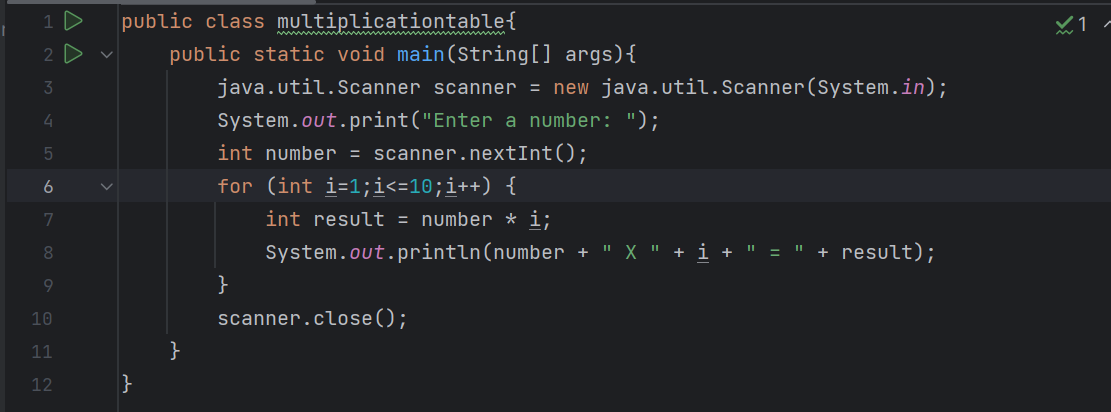 1 public class multiplicationtable{
2 public static void main(String[] args){
3 java.util.Scanner scanner = new java.util.Scanner(System.in);
4 System.out.print("Enter a number: ");
5 int number = scanner.nextInt();
6 for (int i=1;i<=10;i++) {
7 int result = number * i;
8 System.out.println(number + " X " + i + " = " + result);
9 }
10 scanner.close();
11 }
12 }
1